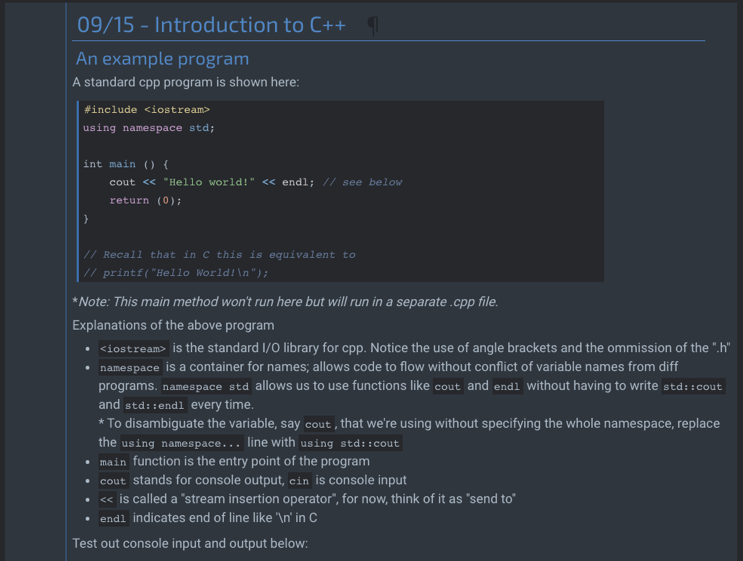 09/15 - Introduction to C++ ¶
An example program
A standard cpp program is shown here:
#include <iostream>
using namespace std;
int main () {
cout << "Hello world!" << endl; // see below
return (0);
}
// Recall that in C this is equivalent to
// printf("Hello World!\n");
*Note: This main method won't run here but will run in a separate .cpp file.
Explanations of the above program
• <iostream> is the standard I/O library for cpp. Notice the use of angle brackets and the ommission of the ".h"
• namespace is a container for names; allows code to flow without conflict of variable names from diff
programs. namespace std allows us to use functions like cout and endl without having to write std::cout
and std::endl every time.
* To disambiguate the variable, say cout, that we're using without specifying the whole namespace, replace
the using namespace... line with using std::cout
• main function is the entry point of the program
• cout stands for console output, cin is console input
• << is called a "stream insertion operator", for now, think of it as "send to"
• endl indicates end of line like '\n' in C
Test out console input and output below: